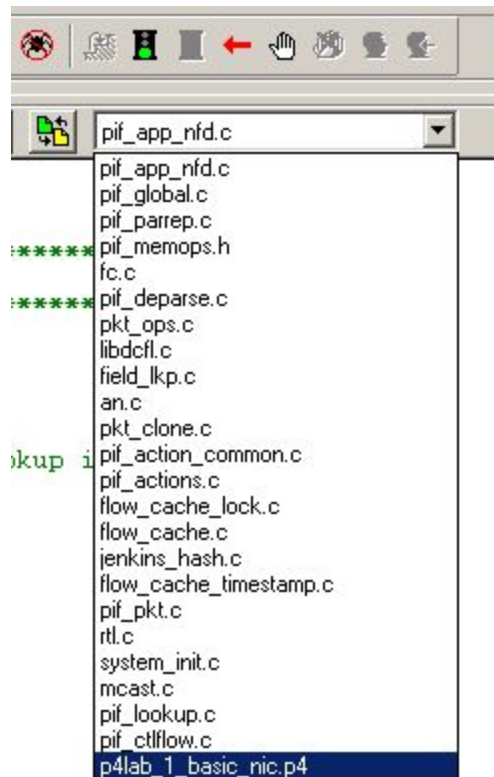 pif_app_nfd.c
pif_app_nfd.c
pif_global.c
pif_parrep.c
***** pif_memops.h
fc.c
***** pif_deparse.c
pkt_ops.c
libdcfl.c
field_lkp.c
an.c
pkt_clone.c
okup i pif_action_common.c
pif_actions.c
flow_cache_lock.c
flow_cache.c
jenkins_hash.c
flow_cache_timestamp.c
pif_pkt.c
rtl.c
system_init.c
mcast.c
pif_lookup.c
pif_ctlflow.c
p4lab_1_basic_nic.p4